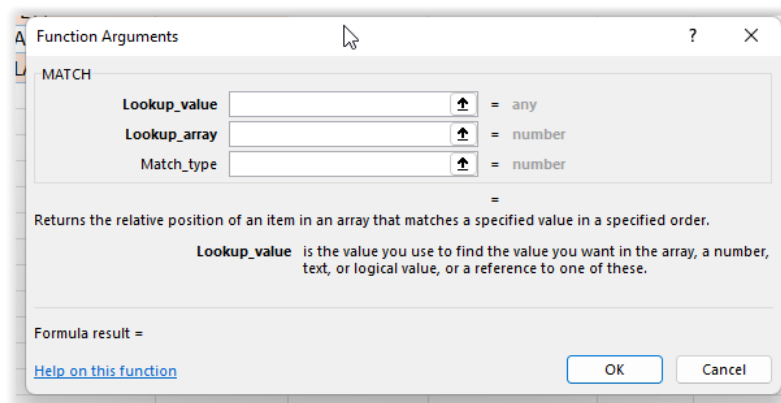 A
Function Arguments ?
MATCH
Lookup_value = any
Lookup_array = number
Match_type = number
=
Returns the relative position of an item in an array that matches a specified value in a specified order.
Lookup_value is the value you use to find the value you want in the array, a number,
text, or logical value, or a reference to one of these.
Formula result =
Help on this function OK Cancel